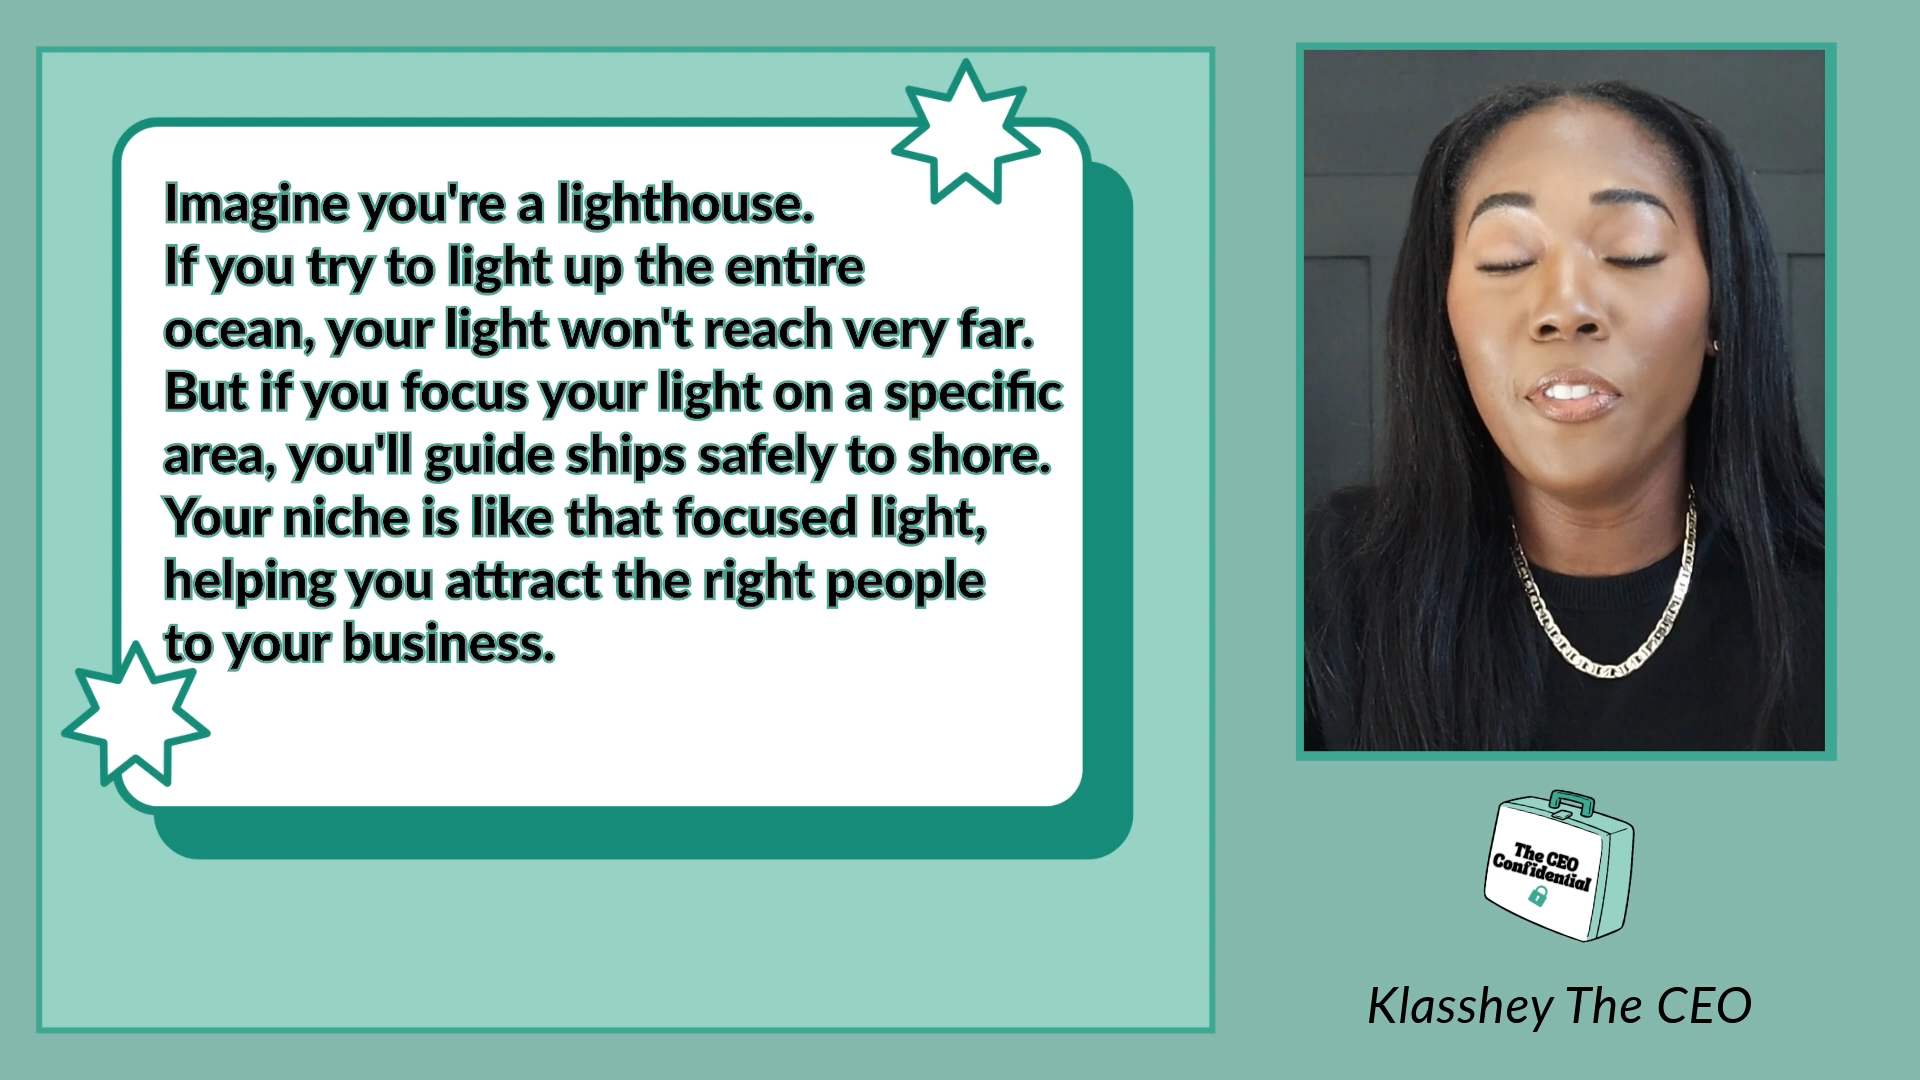 Imagine you're a lighthouse.
If you try to light up the entire
ocean, your light won't reach very far.
But if you focus your light on a specific
area, you'll guide ships safely to shore.
Your niche is like that focused light,
helping you attract the right people
to your business.
The CEO
Confidential
Klasshey The CEO